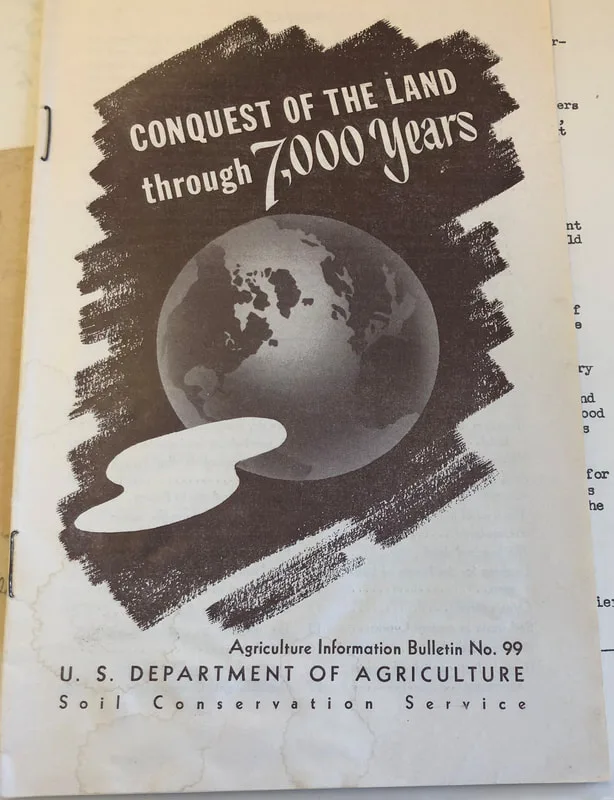 CONQUEST OF THE LAND
through 7,000 Years
Agriculture Information Bulletin No. 99
U. S. DEPARTMENT OF AGRICULTURE
Soil Conservation Service